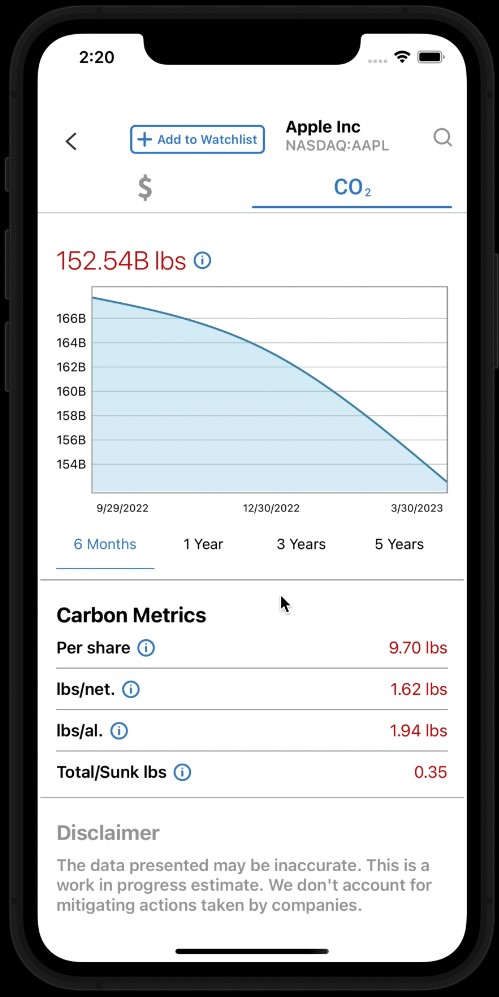 2:20
Add to Watchlist
Apple Inc
NASDAQ:AAPL
$
CO₂
152.54B lbs
166B
164B
162B
160B
158B
156B
154B
9/29/2022 12/30/2022 3/30/2023
6 Months 1 Year 3 Years 5 Years
Carbon Metrics
Per share 9.70 lbs
lbs/net. 1.62 lbs
lbs/al. 1.94 lbs
Total/Sunk lbs 0.35
Disclaimer
The data presented may be inaccurate. This is a
work in progress estimate. We don't account for
mitigating actions taken by companies.